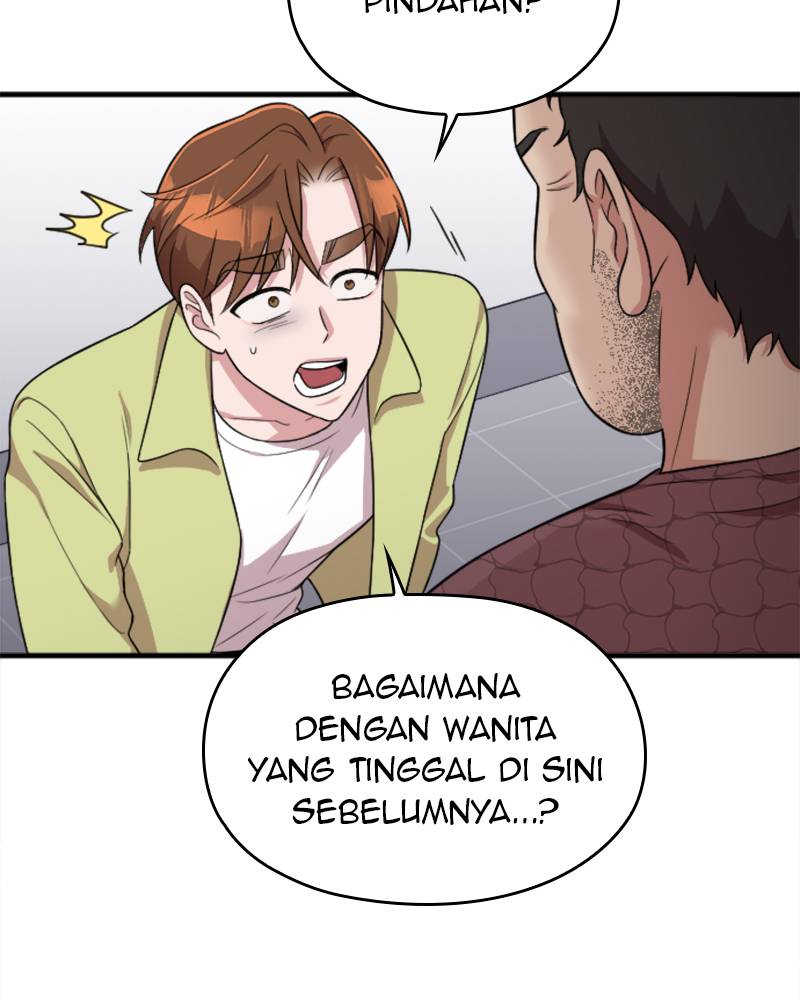 PINDAHAN?
BAGAIMANA
DENGAN WANITA
YANG TINGGAL DI SINI
SEBELUMNYA...?